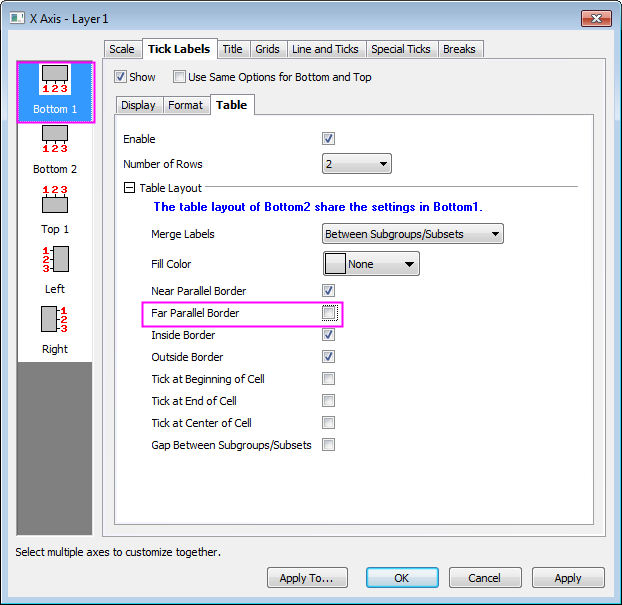 X Axis - Layer1
Scale Tick Labels Title Grids Line and Ticks Special Ticks Breaks
Show Use Same Options for Bottom and Top
Display Format Table
1 2 3
Bottom 1
1 2 3
Bottom 2
1 2 3
Top 1
1
2
3
Left
1
2
3
Right
Enable
Number of Rows 2
Table Layout
The table layout of Bottom2 share the settings in Bottom1.
Merge Labels Between Subgroups/Subsets
Fill Color None
Near Parallel Border
Far Parallel Border
Inside Border
Outside Border
Tick at Beginning of Cell
Tick at End of Cell
Tick at Center of Cell
Gap Between Subgroups/Subsets
Select multiple axes to customize together.
Apply To... OK Cancel Apply